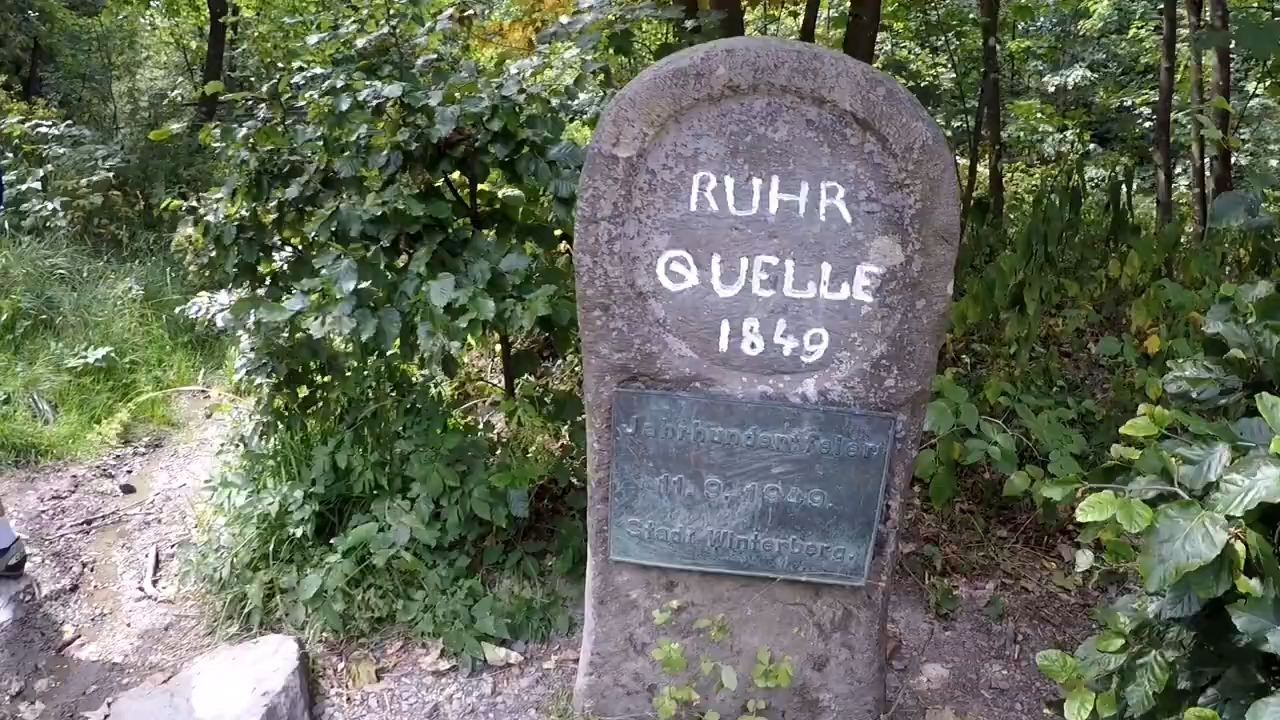 RUHR
QUELLE
1849
Jahrhundertfeier
11. 9. 1949.
Stadt Winterberg.